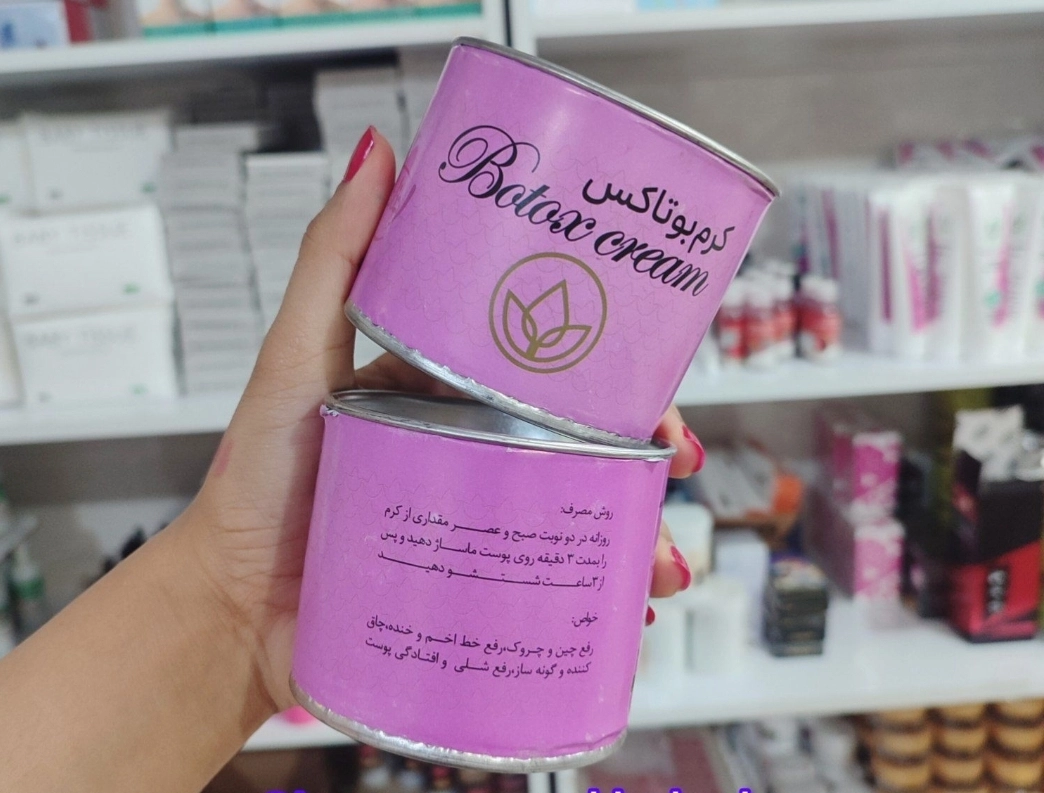 کرم بوتاکس
Botox cream
روش مصرف:
روزانه در دو نوبت صبح و عصر مقداری از کرم
را بمدت ۳ دقیقه روی پوست ماساژ دهید و پس
از ۳ ساعت شستشو دهید
خواص:
رفع چین و چروک، رفع خط اخم و خنده، چاق
کننده و گونه ساز، رفع شلی و افتادگی پوست